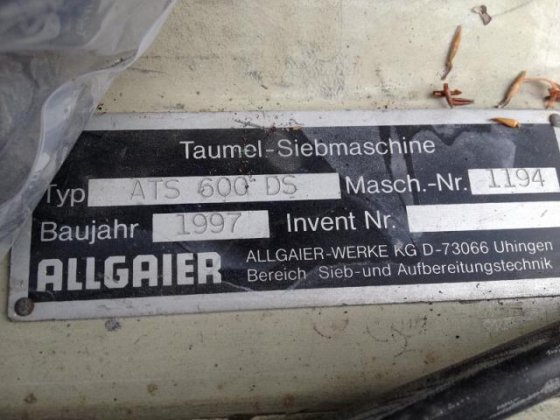 Taumel-Siebmaschine
Typ ATS 600 DS Masch.-Nr. 1194
Baujahr 1997 Invent Nr.
ALLGAIER ALLGAIER-WERKE KG D-73066 Uhingen
Bereich Sieb-und Aufbereitungstechnik